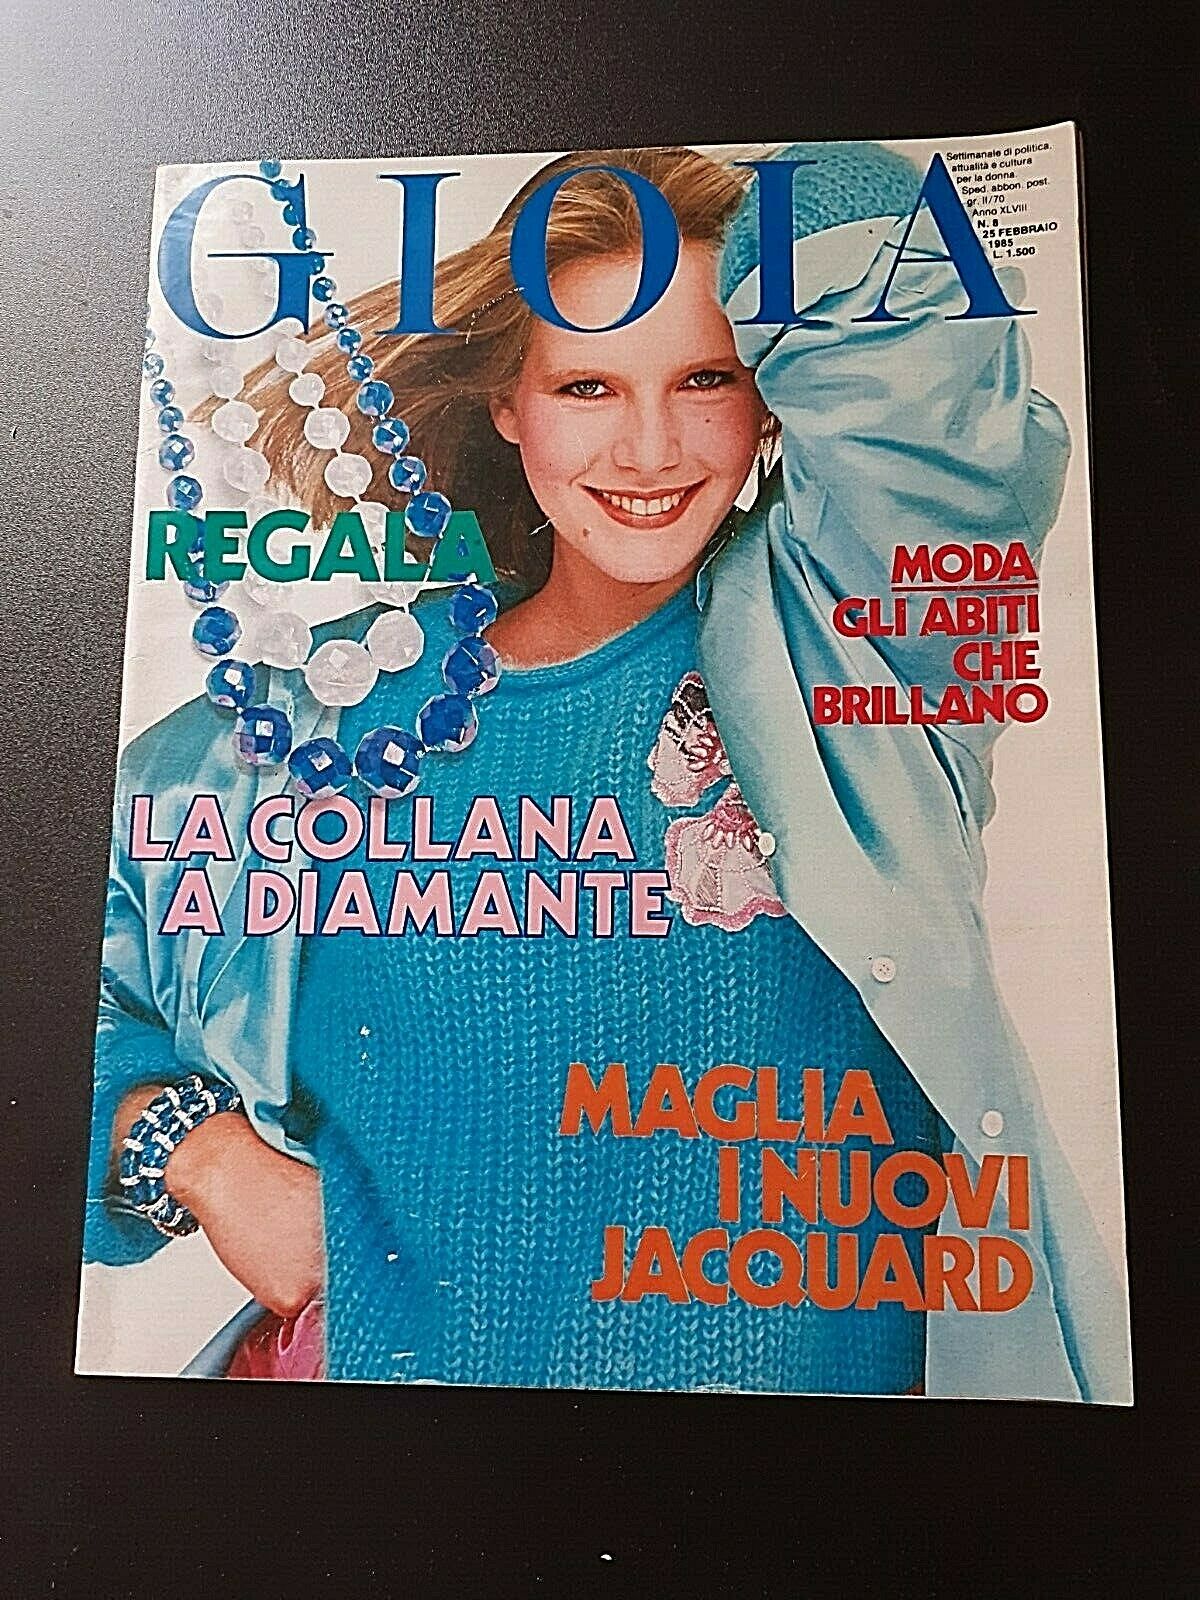 GIOIA
Settimanale di politica,
attualità e cultura
per la donna.
Sped. abbon. post.
gr. II/70
Anno XLVIII
N. 8
25 FEBBRAIO
1985
L. 1.500
REGALA
LA COLLANA
A DIAMANTE
MODA
GLI ABITI
CHE
BRILLANO
MAGLIA
I NUOVI
JACQUARD